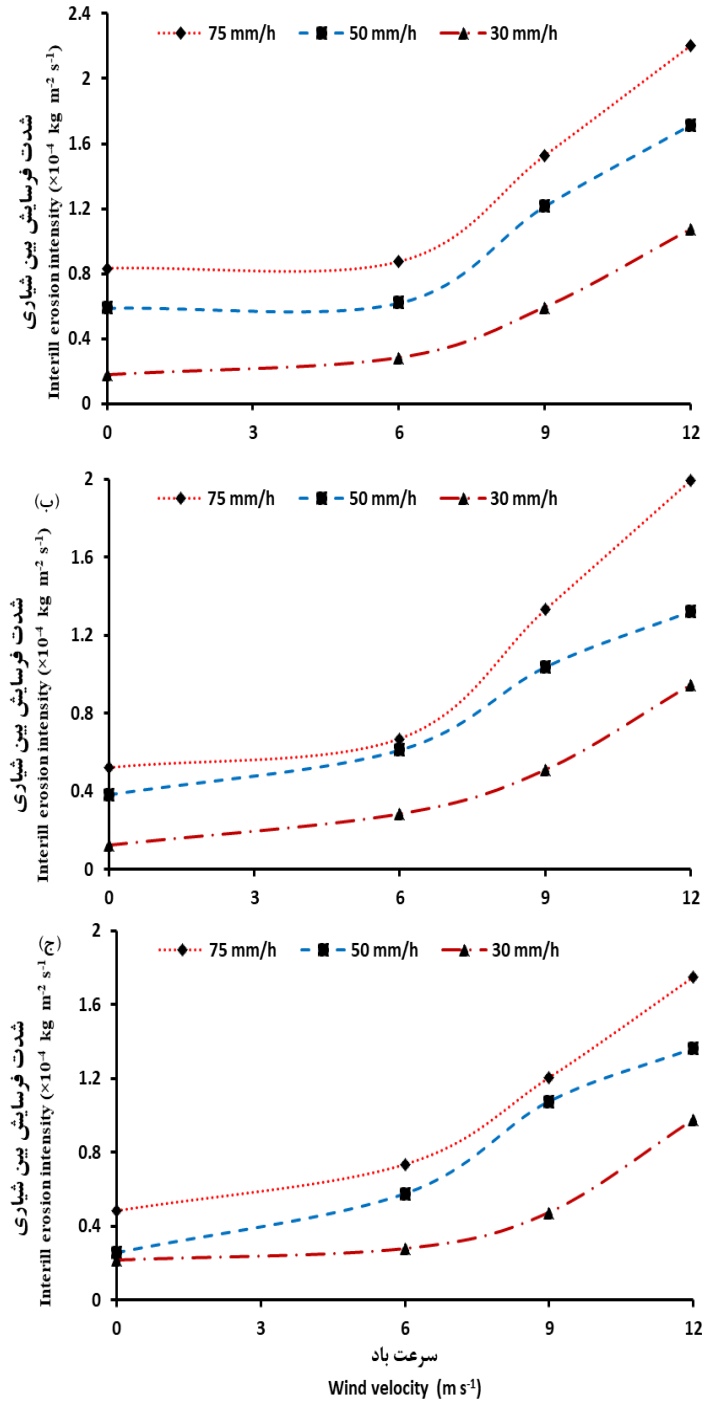 75 mm/h 50 mm/h 30 mm/h
شدت فرسایش بین شیاری
Interill erosion intensity (×10⁻⁴ kg m⁻² s⁻¹)
2.4
2
1.6
1.2
0.8
0.4
0
0 3 6 9 12
(ب)
75 mm/h 50 mm/h 30 mm/h
شدت فرسایش بین شیاری
Interill erosion intensity (×10⁻⁴ kg m⁻² s⁻¹)
2
1.6
1.2
0.8
0.4
0
0 3 6 9 12
(ج)
75 mm/h 50 mm/h 30 mm/h
شدت فرسایش بین شیاری
Interill erosion intensity (×10⁻⁴ kg m⁻² s⁻¹
2
1.6
1.2
0.8
0.4
0
0 3 6 9 12
سرعت باد
Wind velocity (m s⁻¹)